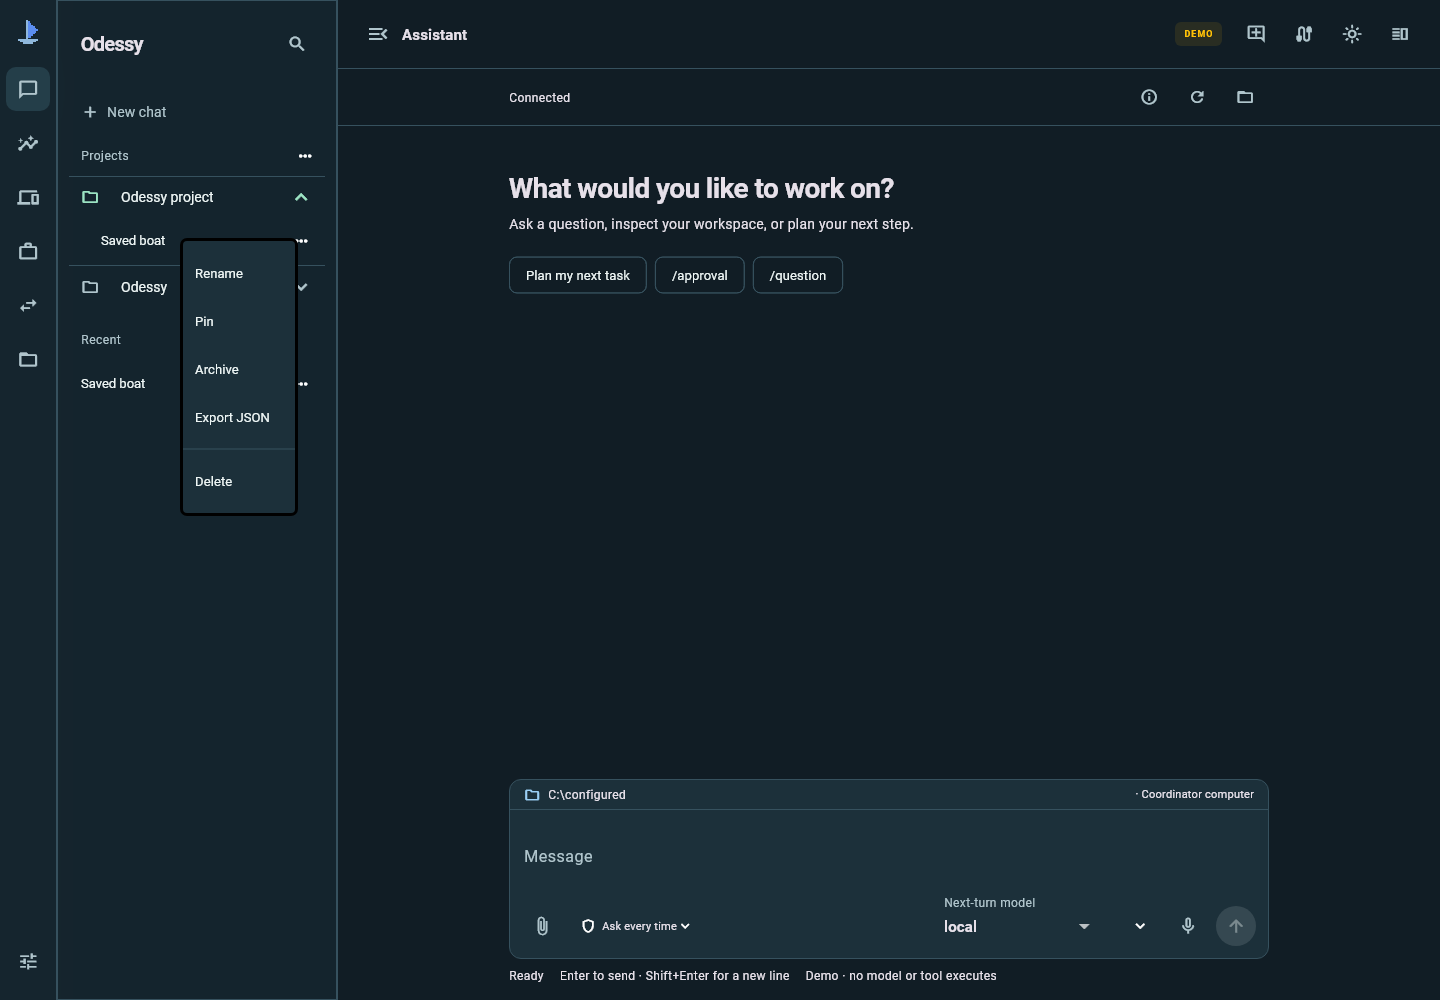 Odessy
New chat
Projects
Odessy project
Saved boat
Odessy
Recent
Saved boat
Rename
Pin
Archive
Export JSON
Delete
Assistant
DEMO
Connected
What would you like to work on?
Ask a question, inspect your workspace, or plan your next step.
Plan my next task
/approval
/question
C:\configured
· Coordinator computer
Message
Ask every time
Next-turn model
local
Ready
Enter to send · Shift+Enter for a new line
Demo · no model or tool executes